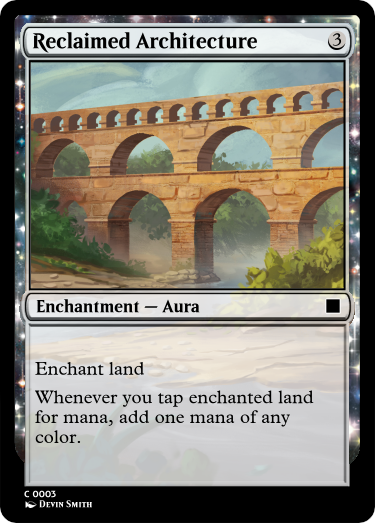 Reclaimed Architecture 3
Enchantment — Aura
Enchant land
Whenever you tap enchanted land
for mana, add one mana of any
color.
C 0003
Devin Smith